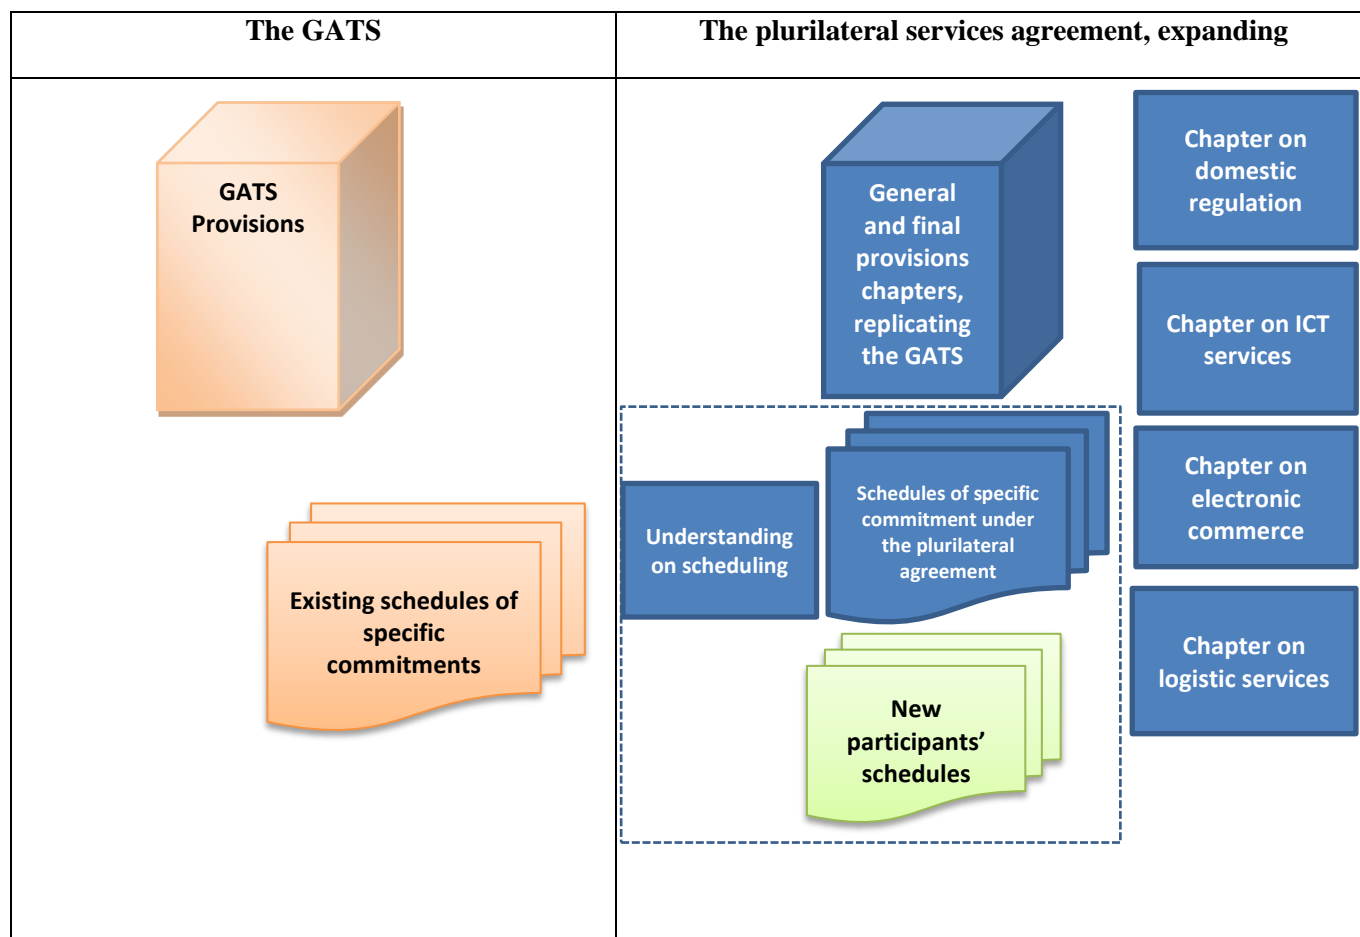 The GATS
The plurilateral services agreement, expanding
GATS
Provisions
Existing schedules of
specific
commitments
General
and final
provisions
chapters,
replicating
the GATS
Understanding
on scheduling
Schedules of specific
commitment under
the plurilateral
agreement
New
participants’
schedules
Chapter on
domestic
regulation
Chapter on ICT
services
Chapter on
electronic
commerce
Chapter on
logistic services